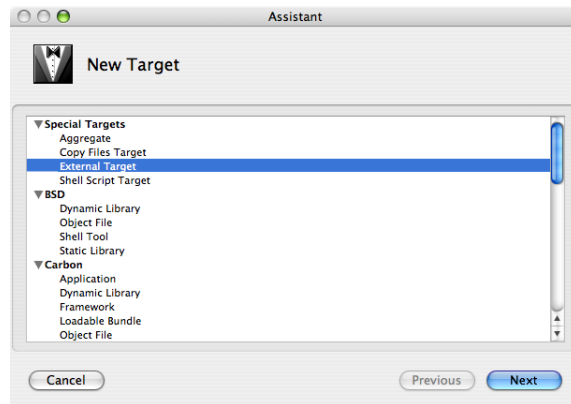 Assistant
New Target
Special Targets
Aggregate
Copy Files Target
External Target
Shell Script Target
BSD
Dynamic Library
Object File
Shell Tool
Static Library
Carbon
Application
Dynamic Library
Framework
Loadable Bundle
Object File
Cancel
Previous
Next